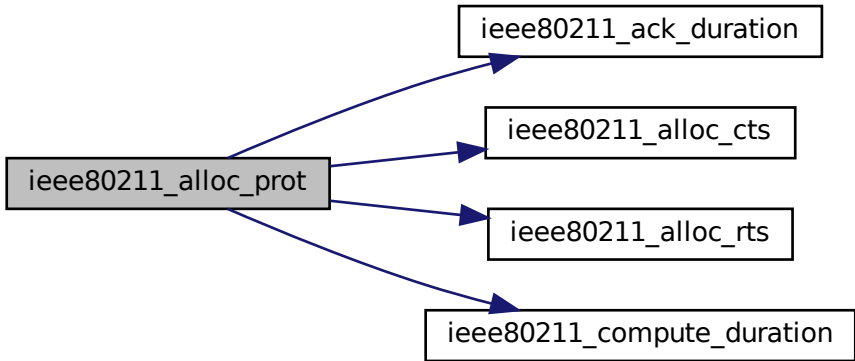 ieee80211_ack_duration
ieee80211_alloc_cts
ieee80211_alloc_prot
ieee80211_alloc_rts
ieee80211_compute_duration